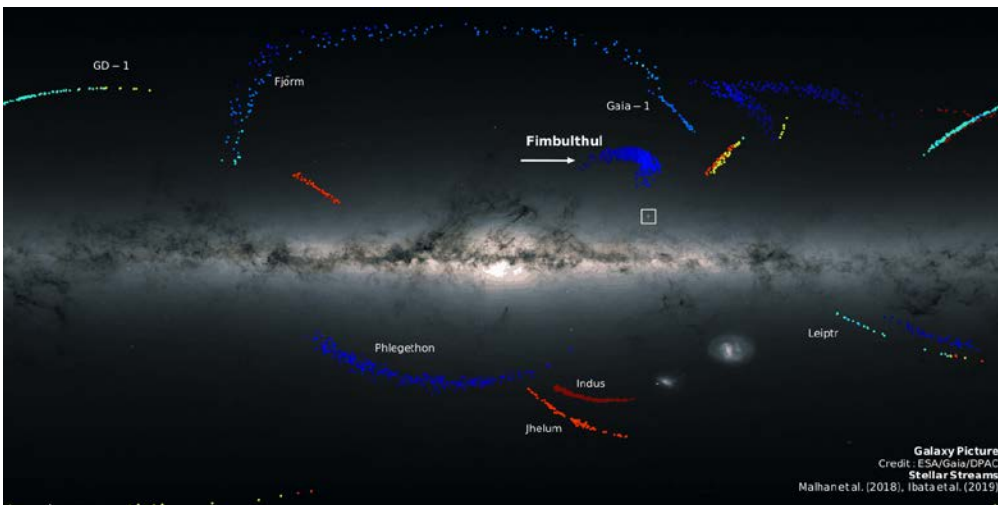 GD – 1
Fjörm
Gaia – 1
Fimbulthul
Phlegethon
Leiptr
Indus
Jhelum
Galaxy Picture
Credit : ESA/Gaia/DPAC
Stellar Streams
Malhan et al. (2018), Ibata et al. (2019)